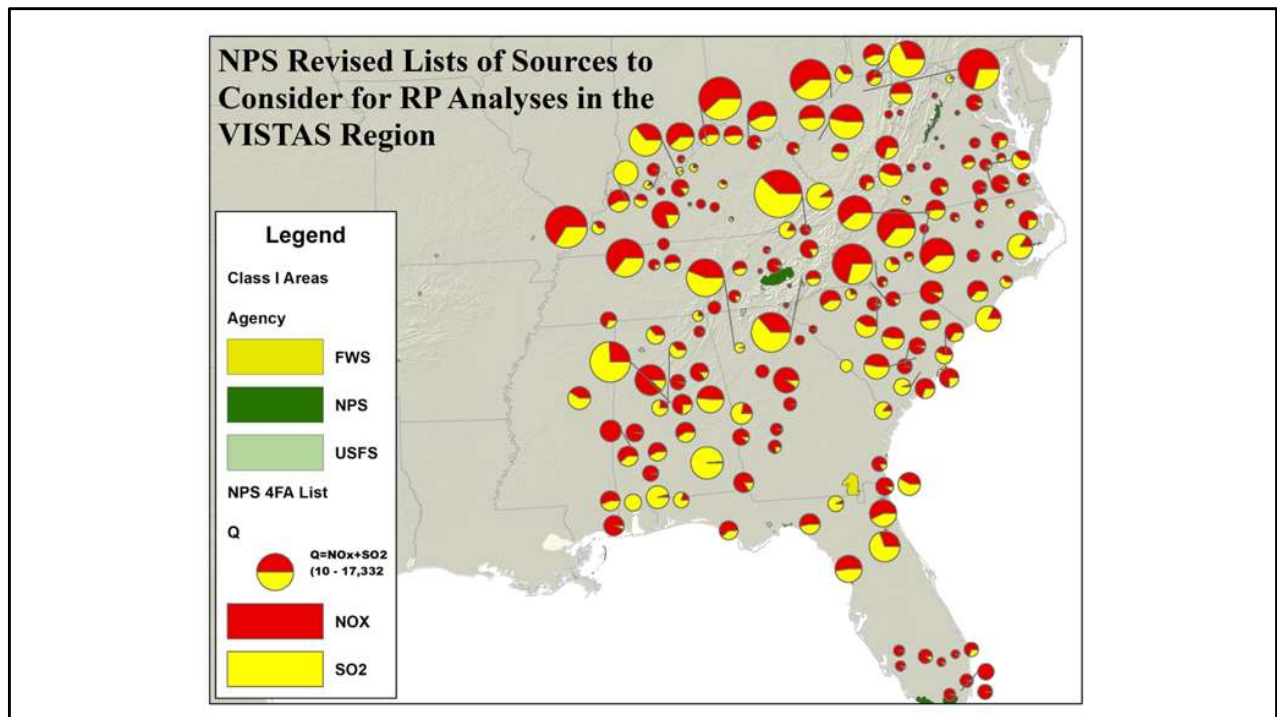 NPS Revised Lists of Sources to
Consider for RP Analyses in the
VISTAS Region
Legend
Class I Areas
Agency
FWS
NPS
USFS
NPS 4FA List
Q
Q=NOx+SO2
(10 - 17,332
NOX
SO2